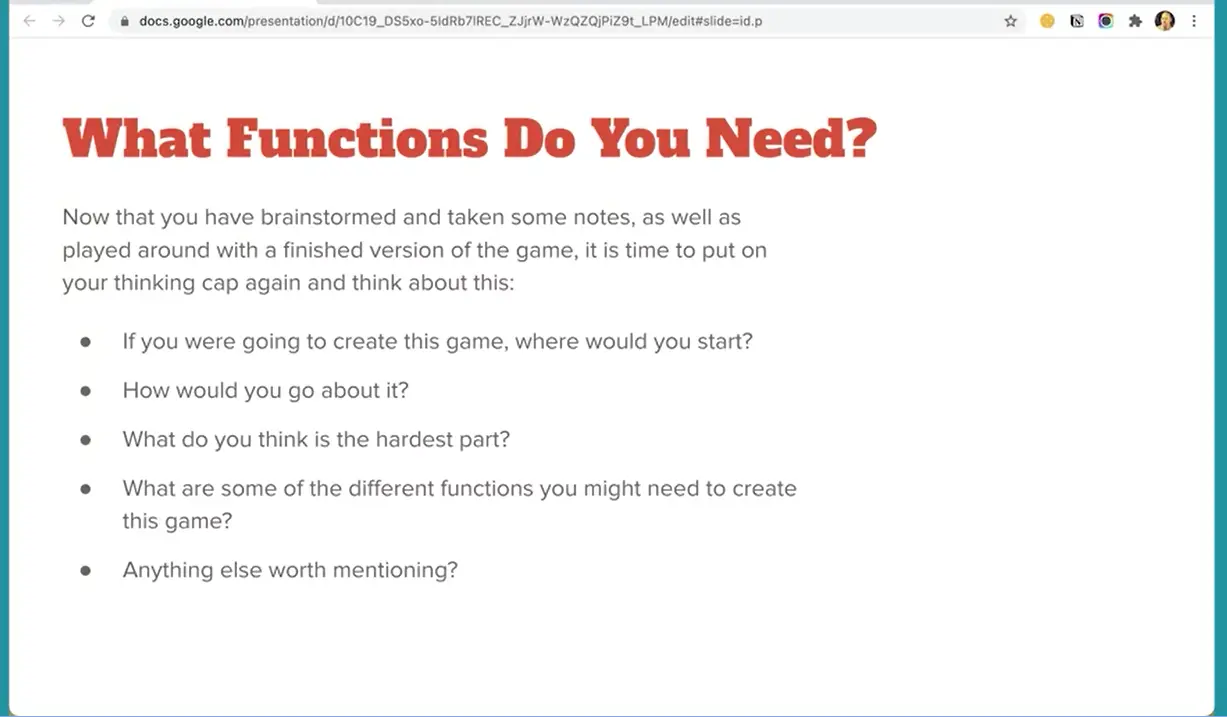 docs.google.com/presentation/d/10C19_DS5xo-5ldRb7lREC_ZJjrW-WzQZQjPiZ9t_LPM/edit#slide=id.p
What Functions Do You Need?
Now that you have brainstormed and taken some notes, as well as
played around with a finished version of the game, it is time to put on
your thinking cap again and think about this:
● If you were going to create this game, where would you start?
● How would you go about it?
● What do you think is the hardest part?
● What are some of the different functions you might need to create
this game?
● Anything else worth mentioning?